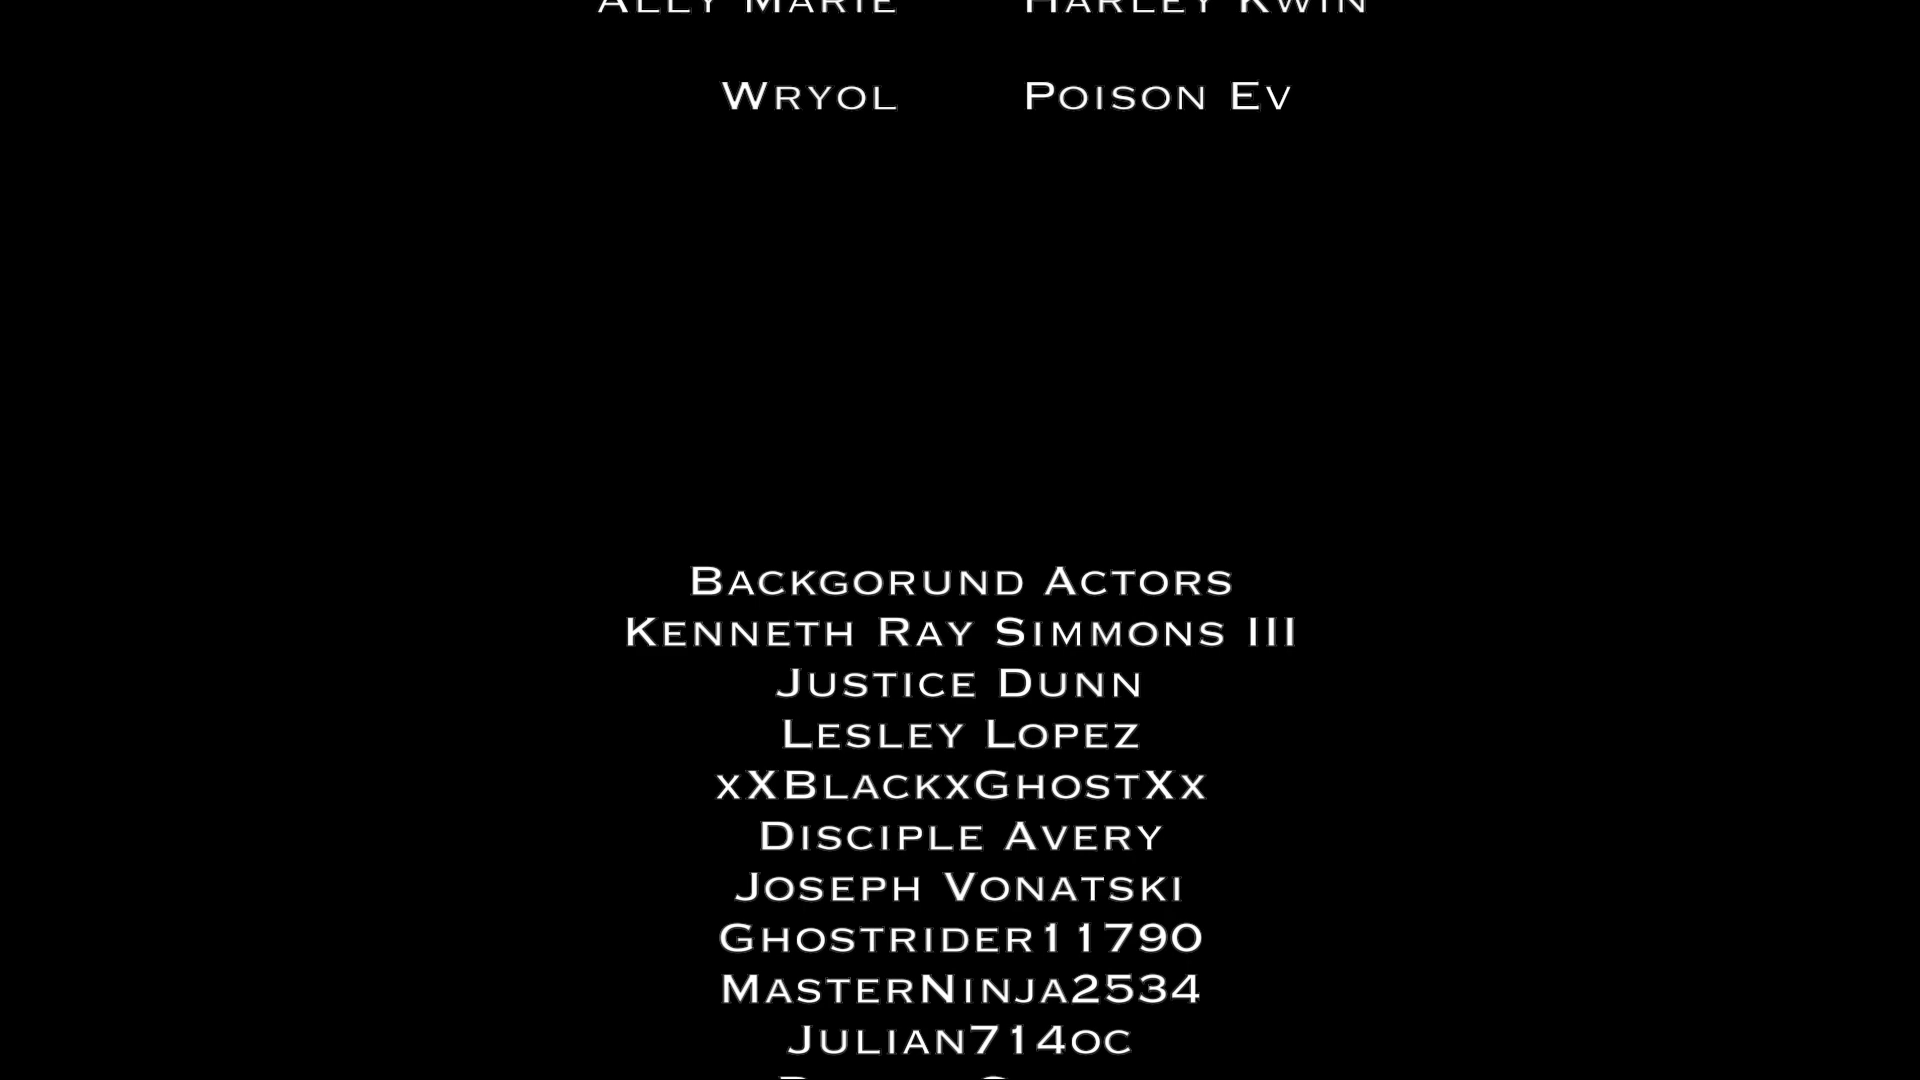 Ally Marie Harley Kwin
Wryol Poison Ev
Backgorund Actors
Kenneth Ray Simmons III
Justice Dunn
Lesley Lopez
xXBlackxGhostXx
Disciple Avery
Joseph Vonatski
Ghostrider11790
MasterNinja2534
Julian714oc